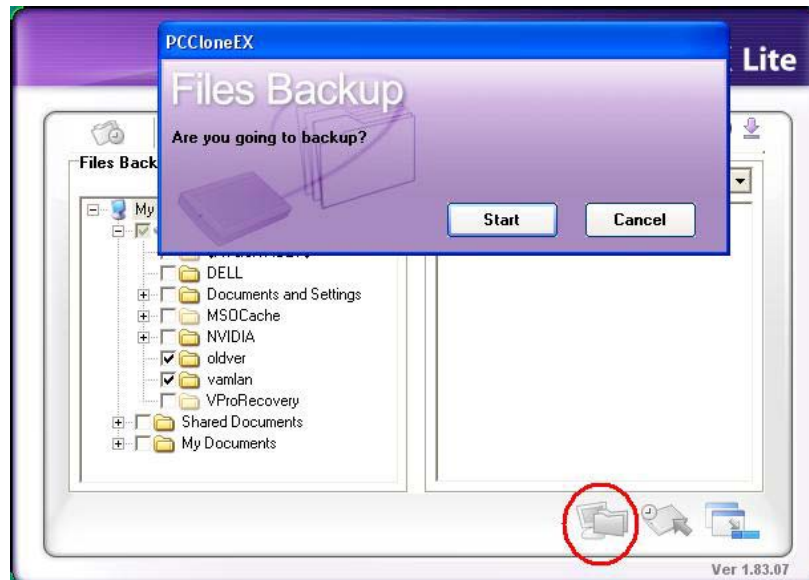 PCCloneEX
Lite
Files Backup
Are you going to backup?
Start
Cancel
Files Back
My
DELL
Documents and Settings
MSOCache
NVIDIA
oldver
vamlan
VProRecovery
Shared Documents
My Documents
Ver 1.83.07